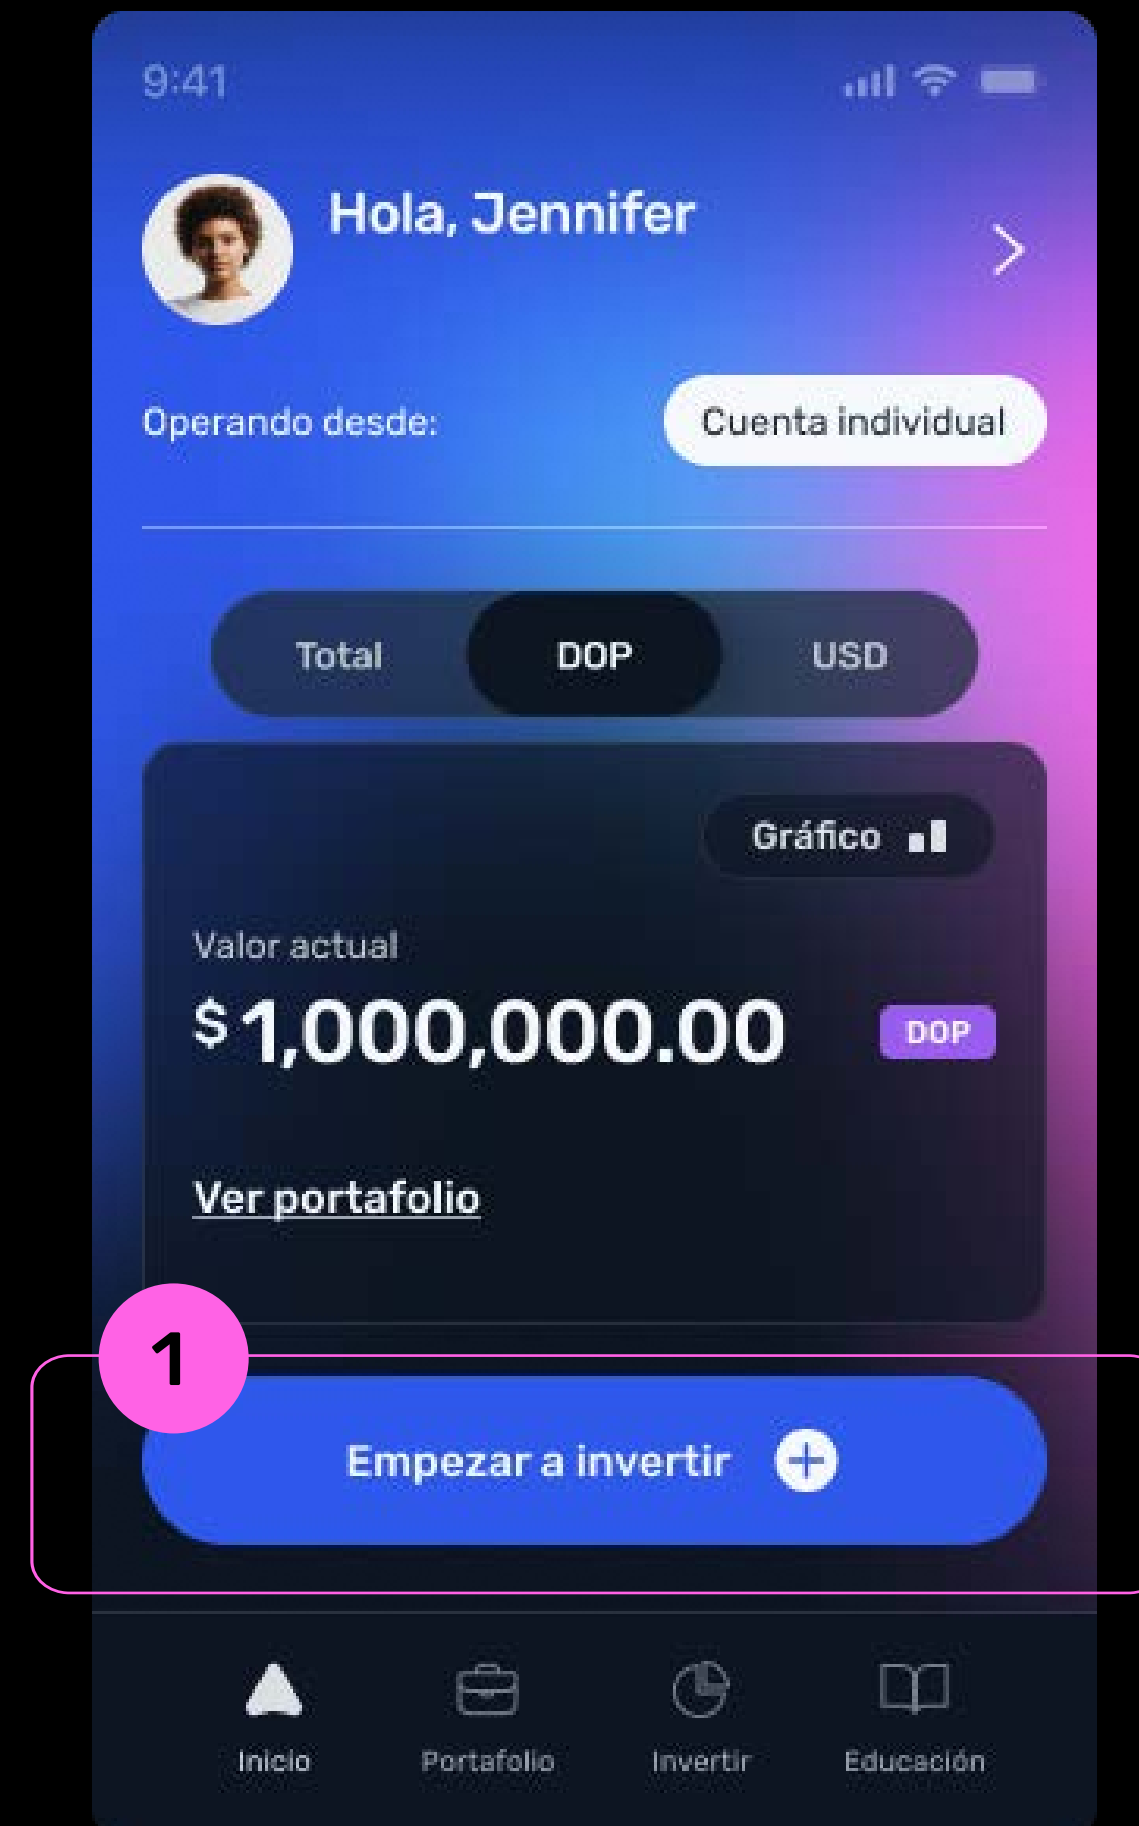 9:41
Hola, Jennifer
Operando desde:
Cuenta individual
Total DOP USD
Gráfico
Valor actual
$1,000,000.00 DOP
Ver portafolio
1
Empezar a invertir
Inicio Portafolio Invertir Educación